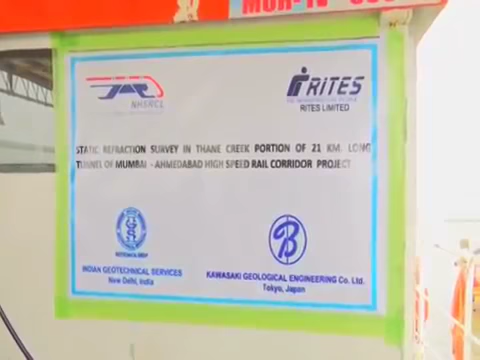 NHSRCL
RITES
RITES LIMITED
STATIC REFRACTION SURVEY IN THANE CREEK PORTION OF 21 KM. LONG
TUNNEL OF MUMBAI - AHMEDABAD HIGH SPEED RAIL CORRIDOR PROJECT
INDIAN GEOTECHNICAL SERVICES
New Delhi, India
KAWASAKI GEOLOGICAL ENGINEERING Co. Ltd.
Tokyo, Japan